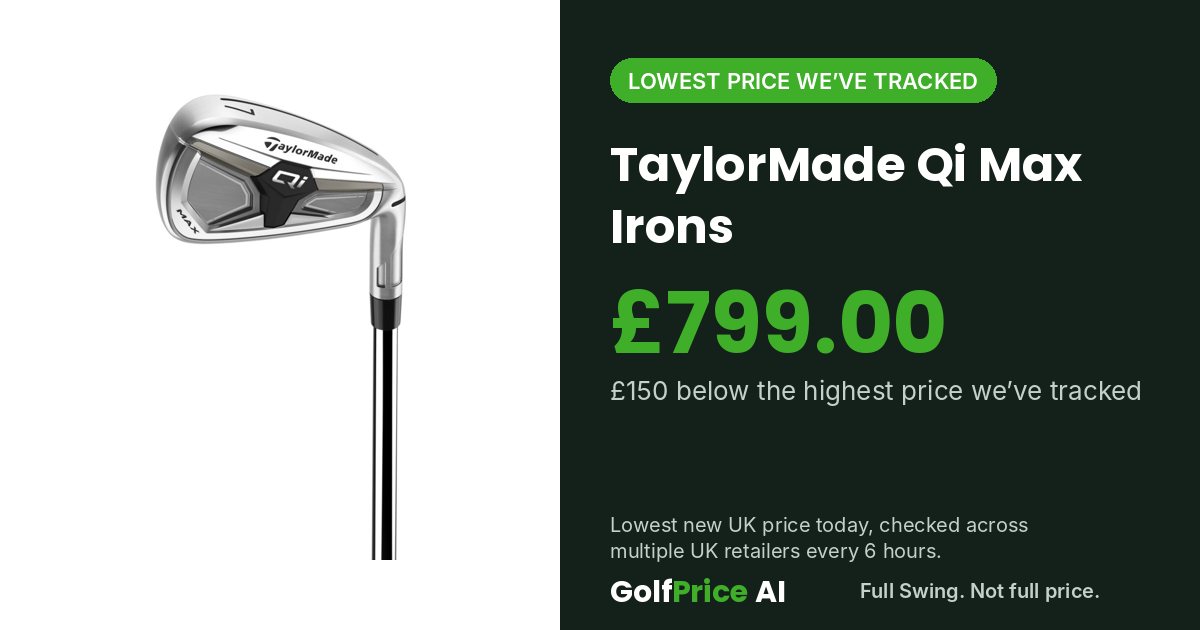 7
TaylorMade
Qi
MAX
LOWEST PRICE WE’VE TRACKED
TaylorMade Qi Max
Irons
£799.00
£150 below the highest price we’ve tracked
Lowest new UK price today, checked across
multiple UK retailers every 6 hours.
GolfPrice AI
Full Swing. Not full price.